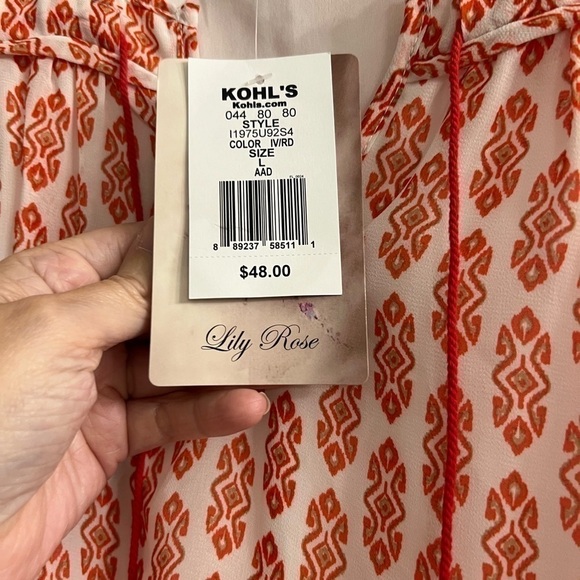 KOHL'S
Kohls.com
044 80 80
STYLE
I1975U92S4
COLOR IV/RD
SIZE
L
AAD
8 89237 58511 1
$48.00
Lily Rose